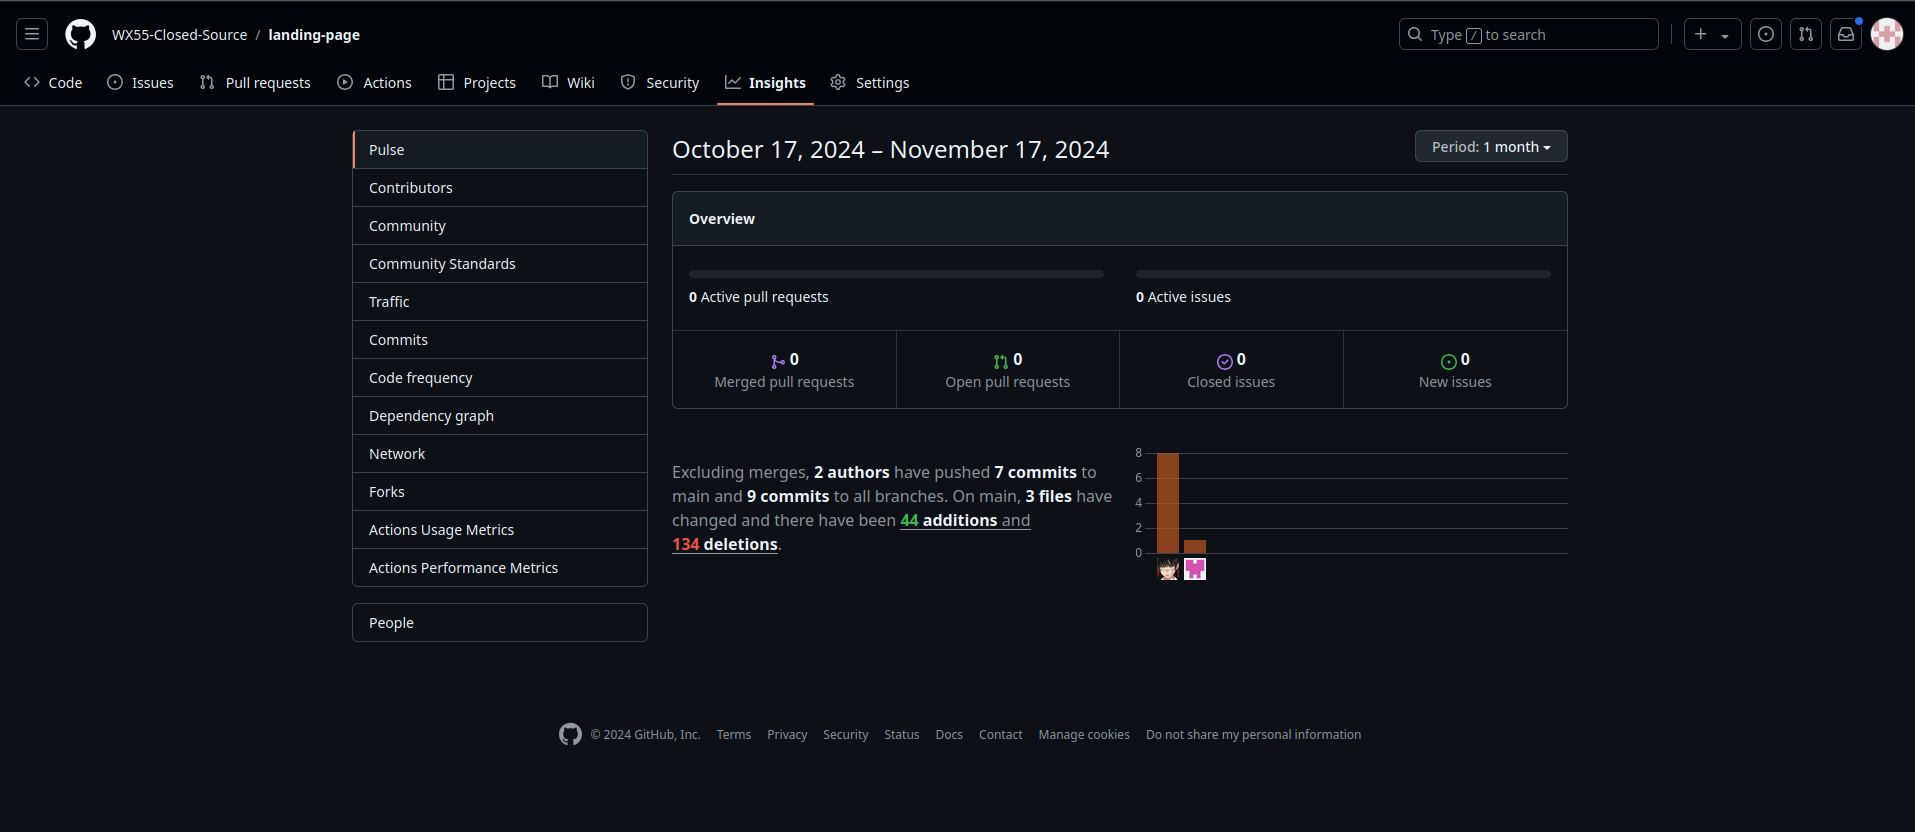 WX55-Closed-Source / landing-page
Type / to search
Code Issues Pull requests Actions Projects Wiki Security Insights Settings
Pulse
Contributors
Community
Community Standards
Traffic
Commits
Code frequency
Dependency graph
Network
Forks
Actions Usage Metrics
Actions Performance Metrics
People
October 17, 2024 – November 17, 2024
Period: 1 month
Overview
0 Active pull requests
0 Active issues
0
Merged pull requests
0
Open pull requests
0
Closed issues
0
New issues
Excluding merges, 2 authors have pushed 7 commits to
main and 9 commits to all branches. On main, 3 files have
changed and there have been 44 additions and
134 deletions.
8
6
4
2
0
© 2024 GitHub, Inc. Terms Privacy Security Status Docs Contact Manage cookies Do not share my personal information